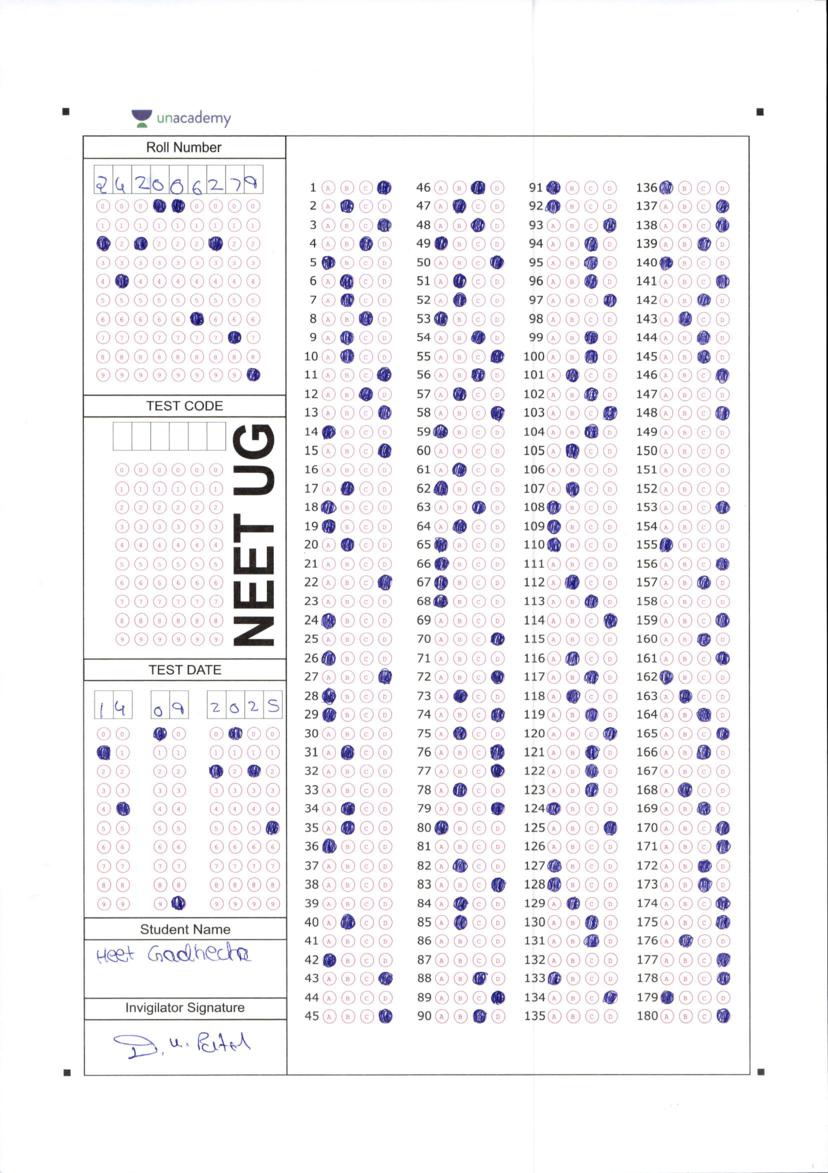 unacademy
Roll Number
2 4 2 0 0 6 2 7 9
TEST CODE
NEET UG
TEST DATE
14 09 2025
Student Name
Heet Gadhecha
Invigilator Signature
D. u. Patel
1 A B C
46 A B D
91 B C D
136 B C D
2 A C D
47 A C D
92 B C D
137 A B C
3 A B C
48 A B D
93 A B C
138 A B C
4 A B D
49 B C D
94 A B D
139 A B D
5 B C D
50 A B C
95 A B D
140 B C D
6 A C D
51 A C D
96 A B D
141 A B C
7 A C D
52 A C D
97 A B C
142 A B D
8 A B D
53 B C D
98 A B C D
143 A C D
9 A C D
54 A B D
99 A B D
144 A B D
10 A C D
55 A B C
100 A B D
145 A B D
11 A B C
56 A B D
101 A C D
146 A B C
12 A B D
57 A C D
102 A B D
147 A B C D
13 A B C
58 A B C
103 A B C
148 A B C
14 B C D
59 B C D
104 A B D
149 A B C D
15 A B C
60 A B C D
105 A C D
150 A B C D
16 A B C D
61 A C D
106 A B C D
151 A B C D
17 A C D
62 B C D
107 A C D
152 A B C D
18 B C D
63 A B D
108 B C D
153 A B C
19 B C D
64 A C D
109 B C D
154 A B C D
20 A C D
65 B C D
110 B C D
155 B C D
21 A B C D
66 B C D
111 A B C D
156 A B C
22 A B C
67 B C D
112 A C D
157 A B D
23 A B C D
68 B C D
113 A B D
158 A B C D
24 B C D
69 A B C D
114 A B C
159 A B C
25 A B C D
70 A B C
115 A B C D
160 A B D
26 B C D
71 A B C D
116 A C D
161 A B C
27 A B C
72 A B C
117 A B D
162 B C D
28 B C D
73 A C D
118 A C D
163 A C D
29 B C D
74 A B C
119 A B D
164 A B D
30 A B C D
75 A C D
120 A B C
165 A B C
31 A C D
76 A B C
121 A B D
166 A B D
32 A B C D
77 A B C
122 A B D
167 A B C D
33 A B C D
78 A C D
123 A B D
168 A C D
34 A C D
79 A B C
124 B C D
169 A B D
35 A C D
80 B C D
125 A B C
170 A B C
36 B C D
81 A B C D
126 A B C D
171 A B C
37 A B C D
82 A C D
127 B C D
172 A B D
38 A B C D
83 A B C
128 B C D
173 A B D
39 A B C D
84 A C D
129 A C D
174 A B C
40 A C D
85 A C D
130 A B D
175 A B C
41 A B C D
86 A B C D
131 A B D
176 A C D
42 B C D
87 A B C D
132 A B C D
177 A B C
43 A B C
88 A B D
133 B C D
178 A B C
44 A B C D
89 A B C
134 A B C
179 B C D
45 A B C
90 A B D
135 A B C D
180 A B C